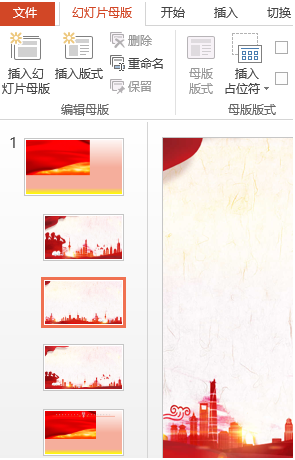 文件 幻灯片母版 开始 插入 切换
插入幻灯片母版
插入版式
删除
重命名
保留
母版版式
插入占位符
编辑母版 母版版式
1